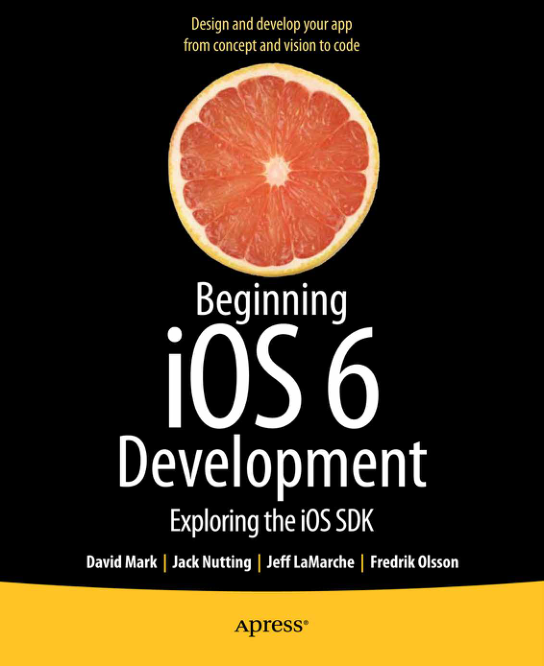 Design and develop your app
from concept and vision to code
Beginning
iOS 6
Development
Exploring the iOS SDK
David Mark | Jack Nutting | Jeff LaMarche | Fredrik Olsson
Apress®